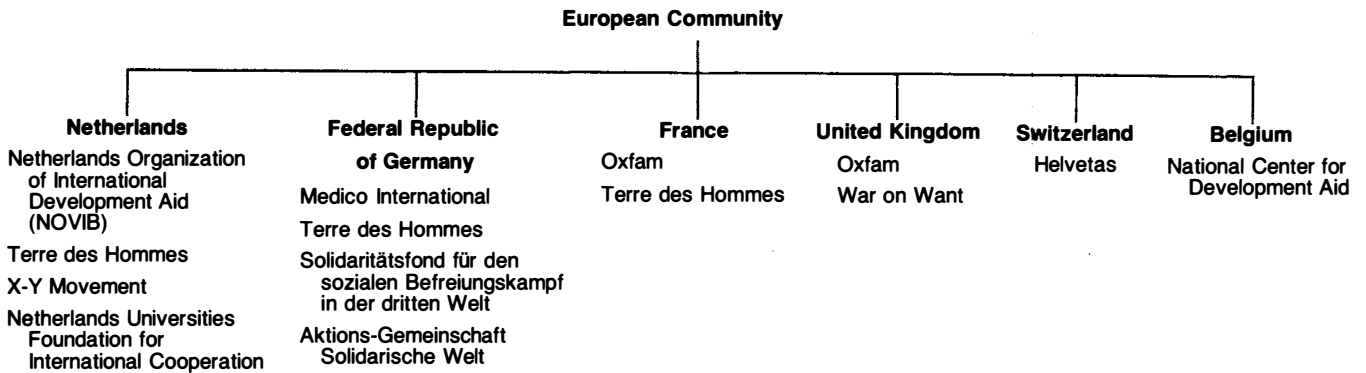 European Community
Netherlands
Netherlands Organization
of International
Development Aid
(NOVIB)
Terre des Hommes
X-Y Movement
Netherlands Universities
Foundation for
International Cooperation
Federal Republic
of Germany
Medico International
Terre des Hommes
Solidaritätsfond für den
sozialen Befreiungskampf
in der dritten Welt
Aktions-Gemeinschaft
Solidarische Welt
France
Oxfam
Terre des Hommes
United Kingdom
Oxfam
War on Want
Switzerland
Helvetas
Belgium
National Center for
Development Aid